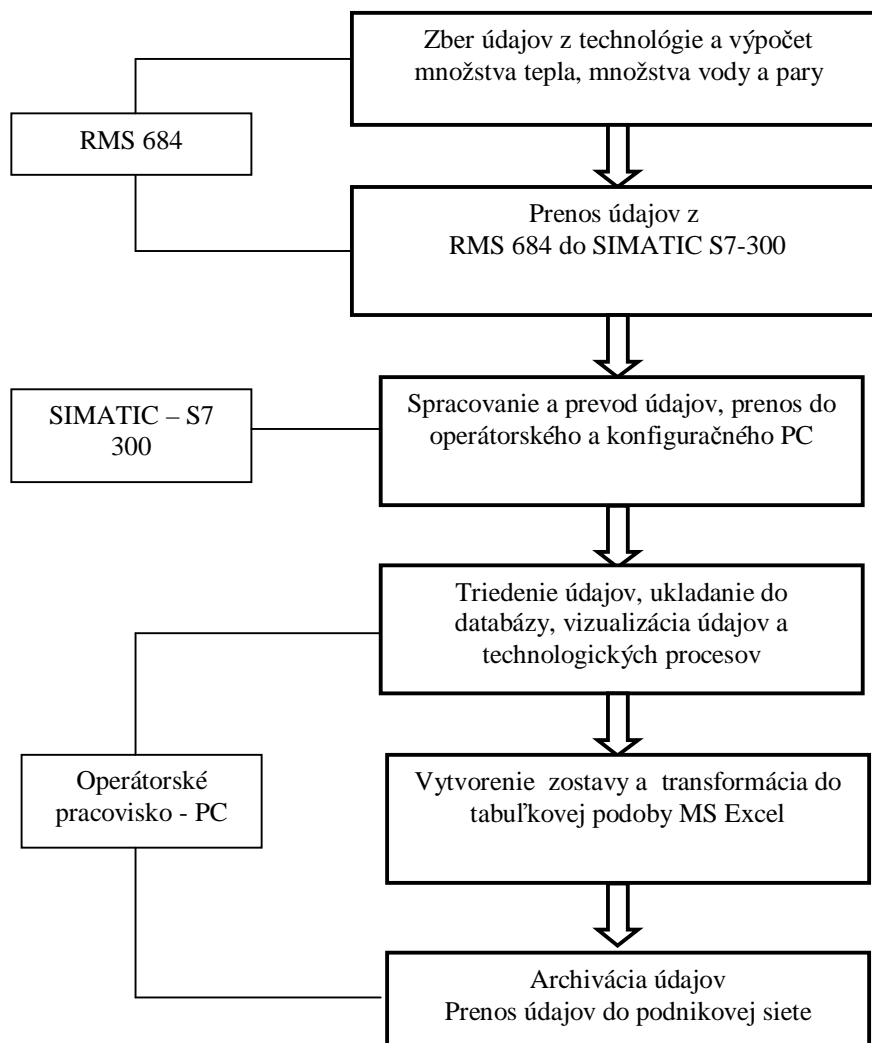 Zber údajov z technológie a výpočet
množstva tepla, množstva vody a pary
RMS 684
Prenos údajov z
RMS 684 do SIMATIC S7-300
SIMATIC – S7
300
Spracovanie a prevod údajov, prenos do
operátorského a konfiguračného PC
Triedenie údajov, ukladanie do
databázy, vizualizácia údajov a
technologických procesov
Operátorské
pracovisko - PC
Vytvorenie zostavy a transformácia do
tabuľkovej podoby MS Excel
Archivácia údajov
Prenos údajov do podnikovej siete